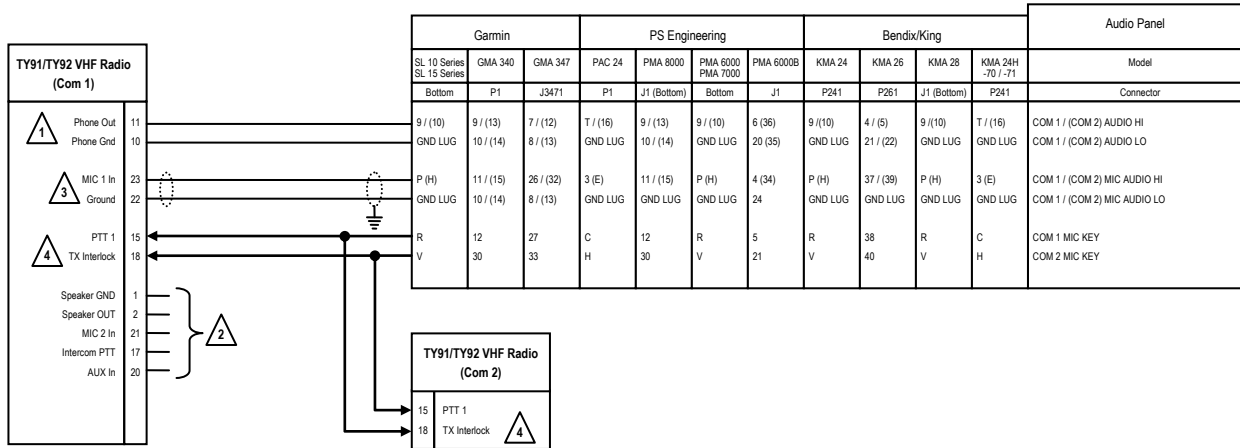 Audio Panel
Garmin PS Engineering Bendix/King
SL 10 Series SL 15 Series GMA 340 GMA 347 PAC 24 PMA 8000 PMA 6000 PMA 7000 PMA 6000B KMA 24 KMA 26 KMA 28 KMA 24H -70 / -71 Model
Bottom P1 J3471 P1 J1 (Bottom) Bottom J1 P241 P261 J1 (Bottom) P241 Connector
TY91/TY92 VHF Radio
(Com 1)
1 Phone Out 11 9 / (10) 9 / (13) 7 / (12) T / (16) 9 / (13) 9 / (10) 6 (36) 9 /(10) 4 / (5) 9 /(10) T / (16) COM 1 / (COM 2) AUDIO HI
Phone Gnd 10 GND LUG 10 / (14) 8 / (13) GND LUG 10 / (14) GND LUG 20 (35) GND LUG 21 / (22) GND LUG GND LUG COM 1 / (COM 2) AUDIO LO
3 MIC 1 In 23 P (H) 11 / (15) 26 / (32) 3 (E) 11 / (15) P (H) 4 (34) P (H) 37 / (39) P (H) 3 (E) COM 1 / (COM 2) MIC AUDIO HI
Ground 22 GND LUG 10 / (14) 8 / (13) GND LUG GND LUG GND LUG 24 GND LUG GND LUG GND LUG GND LUG COM 1 / (COM 2) MIC AUDIO LO
4 PTT 1 15 R 12 27 C 12 R 5 R 38 R C COM 1 MIC KEY
TX Interlock 18 V 30 33 H 30 V 21 V 40 V H COM 2 MIC KEY
Speaker GND 1
Speaker OUT 2
MIC 2 In 21
Intercom PTT 17
AUX In 20
2
TY91/TY92 VHF Radio
(Com 2)
15 PTT 1
18 TX Interlock 4